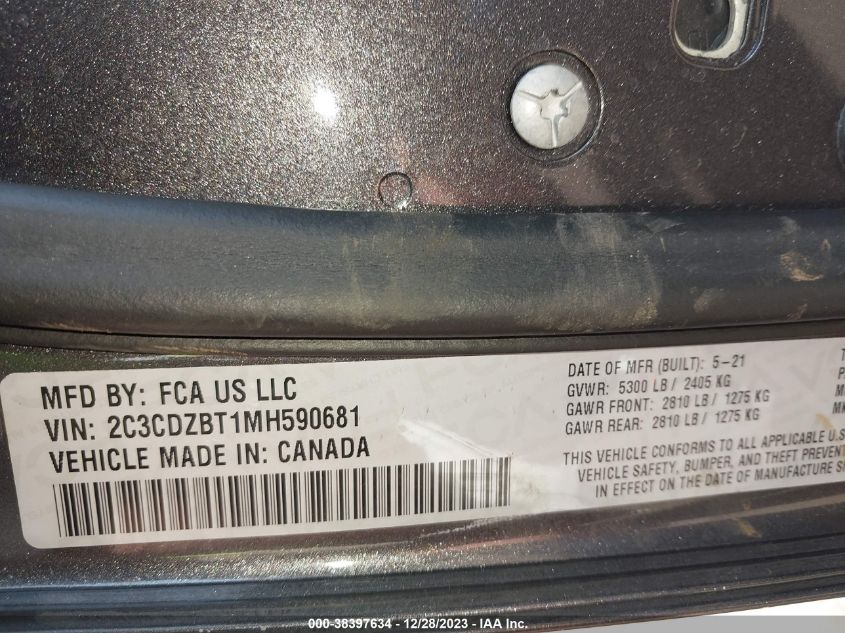 MFD BY: FCA US LLC
VIN: 2C3CDZBT1MH590681
VEHICLE MADE IN: CANADA
DATE OF MFR (BUILT): 5-21
GVWR: 5300 LB / 2405 KG
GAWR FRONT: 2810 LB / 1275 KG
GAWR REAR: 2810 LB / 1275 KG
THIS VEHICLE CONFORMS TO ALL APPLICABLE U.S
VEHICLE SAFETY, BUMPER, AND THEFT PREVENT
IN EFFECT ON THE DATE OF MANUFACTURE
000-38397634 - 12/28/2023 - IAA Inc.